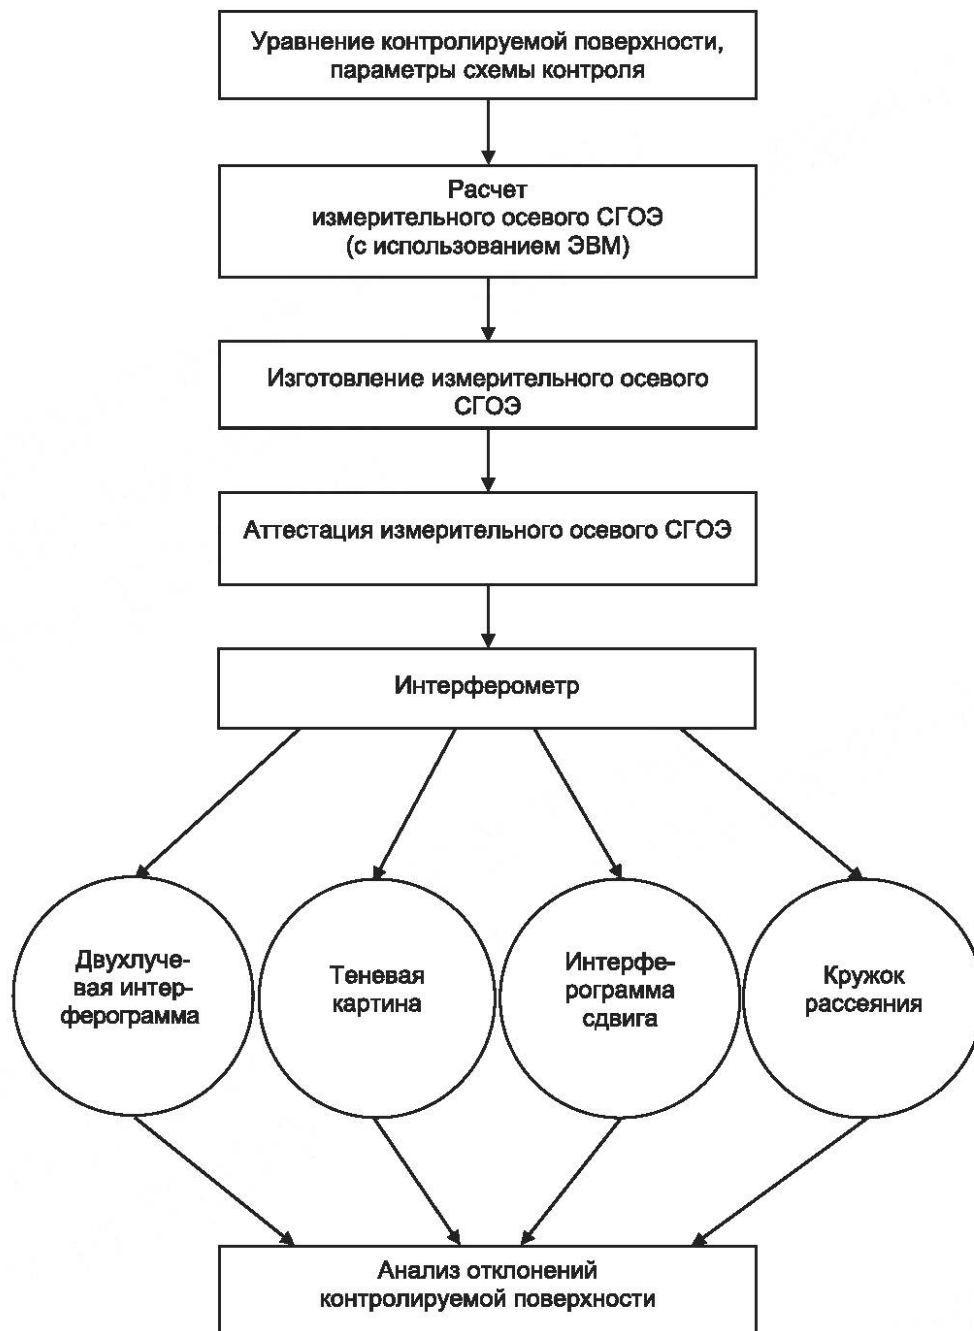 Уравнение контролируемой поверхности,
параметры схемы контроля
Расчет
измерительного осевого СГОЭ
(с использованием ЭВМ)
Изготовление измерительного осевого
СГОЭ
Аттестация измерительного осевого СГОЭ
Интерферометр
Двухлуче-
вая интер-
ферограмма
Теневая
картина
Интерфе-
рограмма
сдвига
Кружок
рассеяния
Анализ отклонений
контролируемой поверхности